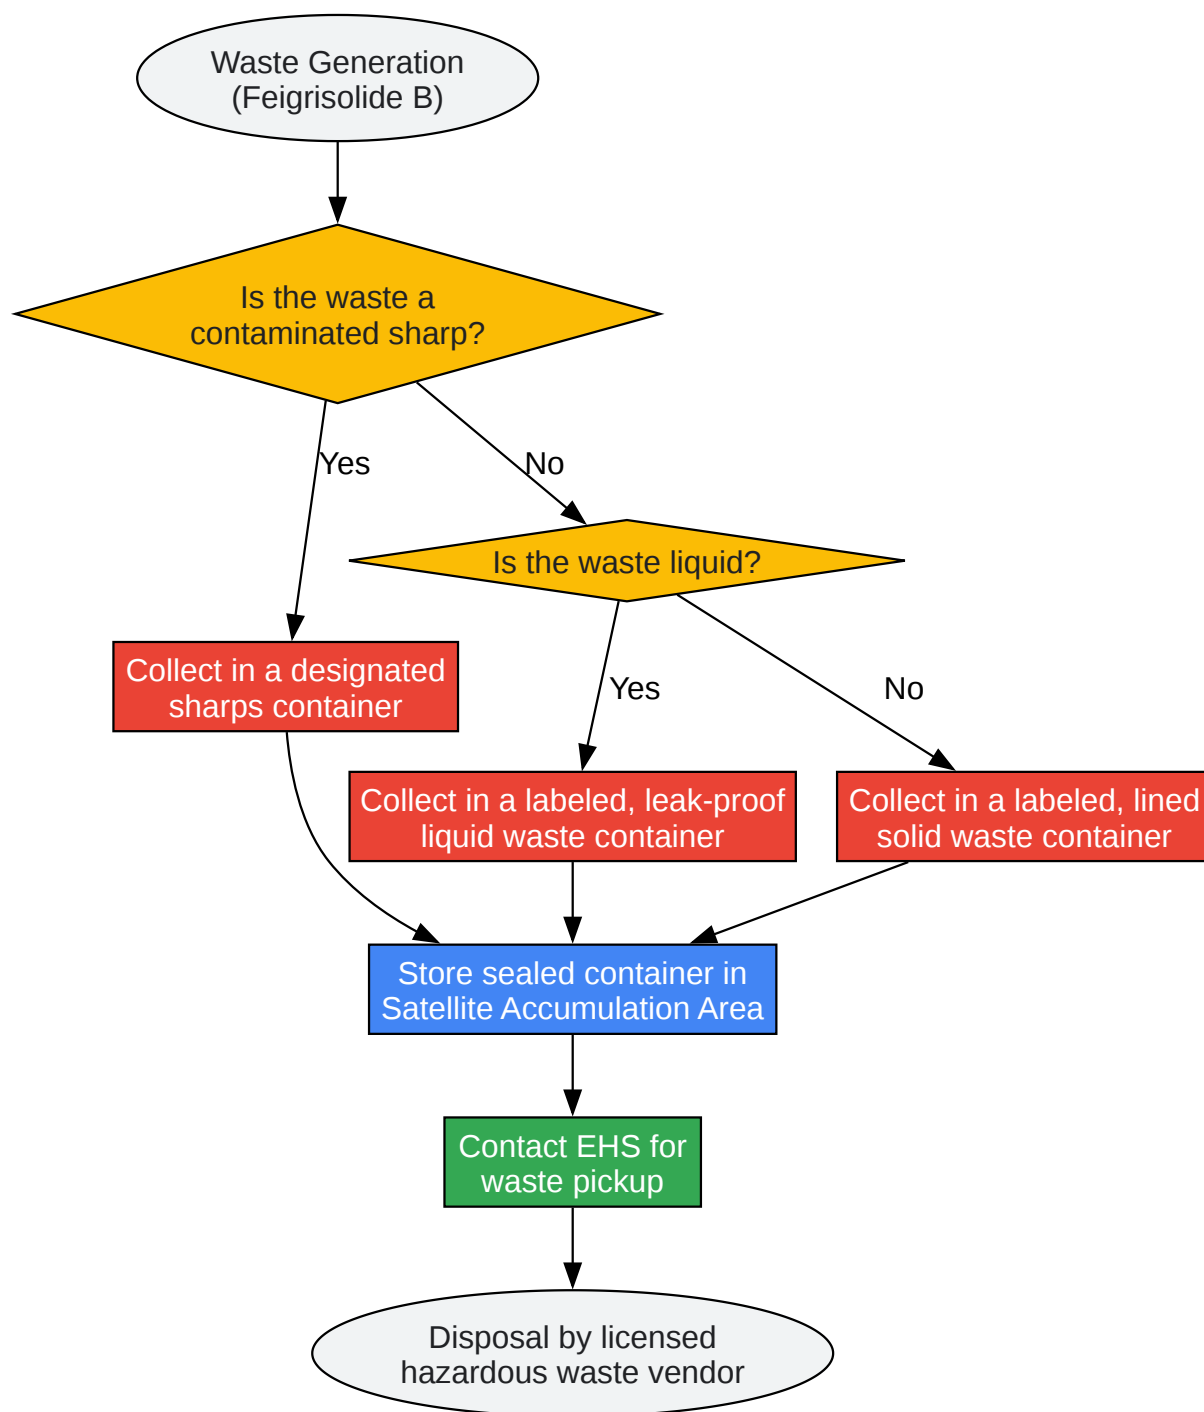 Waste Generation
(Feigrisolide B)
Is the waste a
contaminated sharp?
Yes
No
Is the waste liquid?
Collect in a designated
sharps container
Yes
No
Collect in a labeled, leak-proof
liquid waste container
Collect in a labeled, lined
solid waste container
Store sealed container in
Satellite Accumulation Area
Contact EHS for
waste pickup
Disposal by licensed
hazardous waste vendor